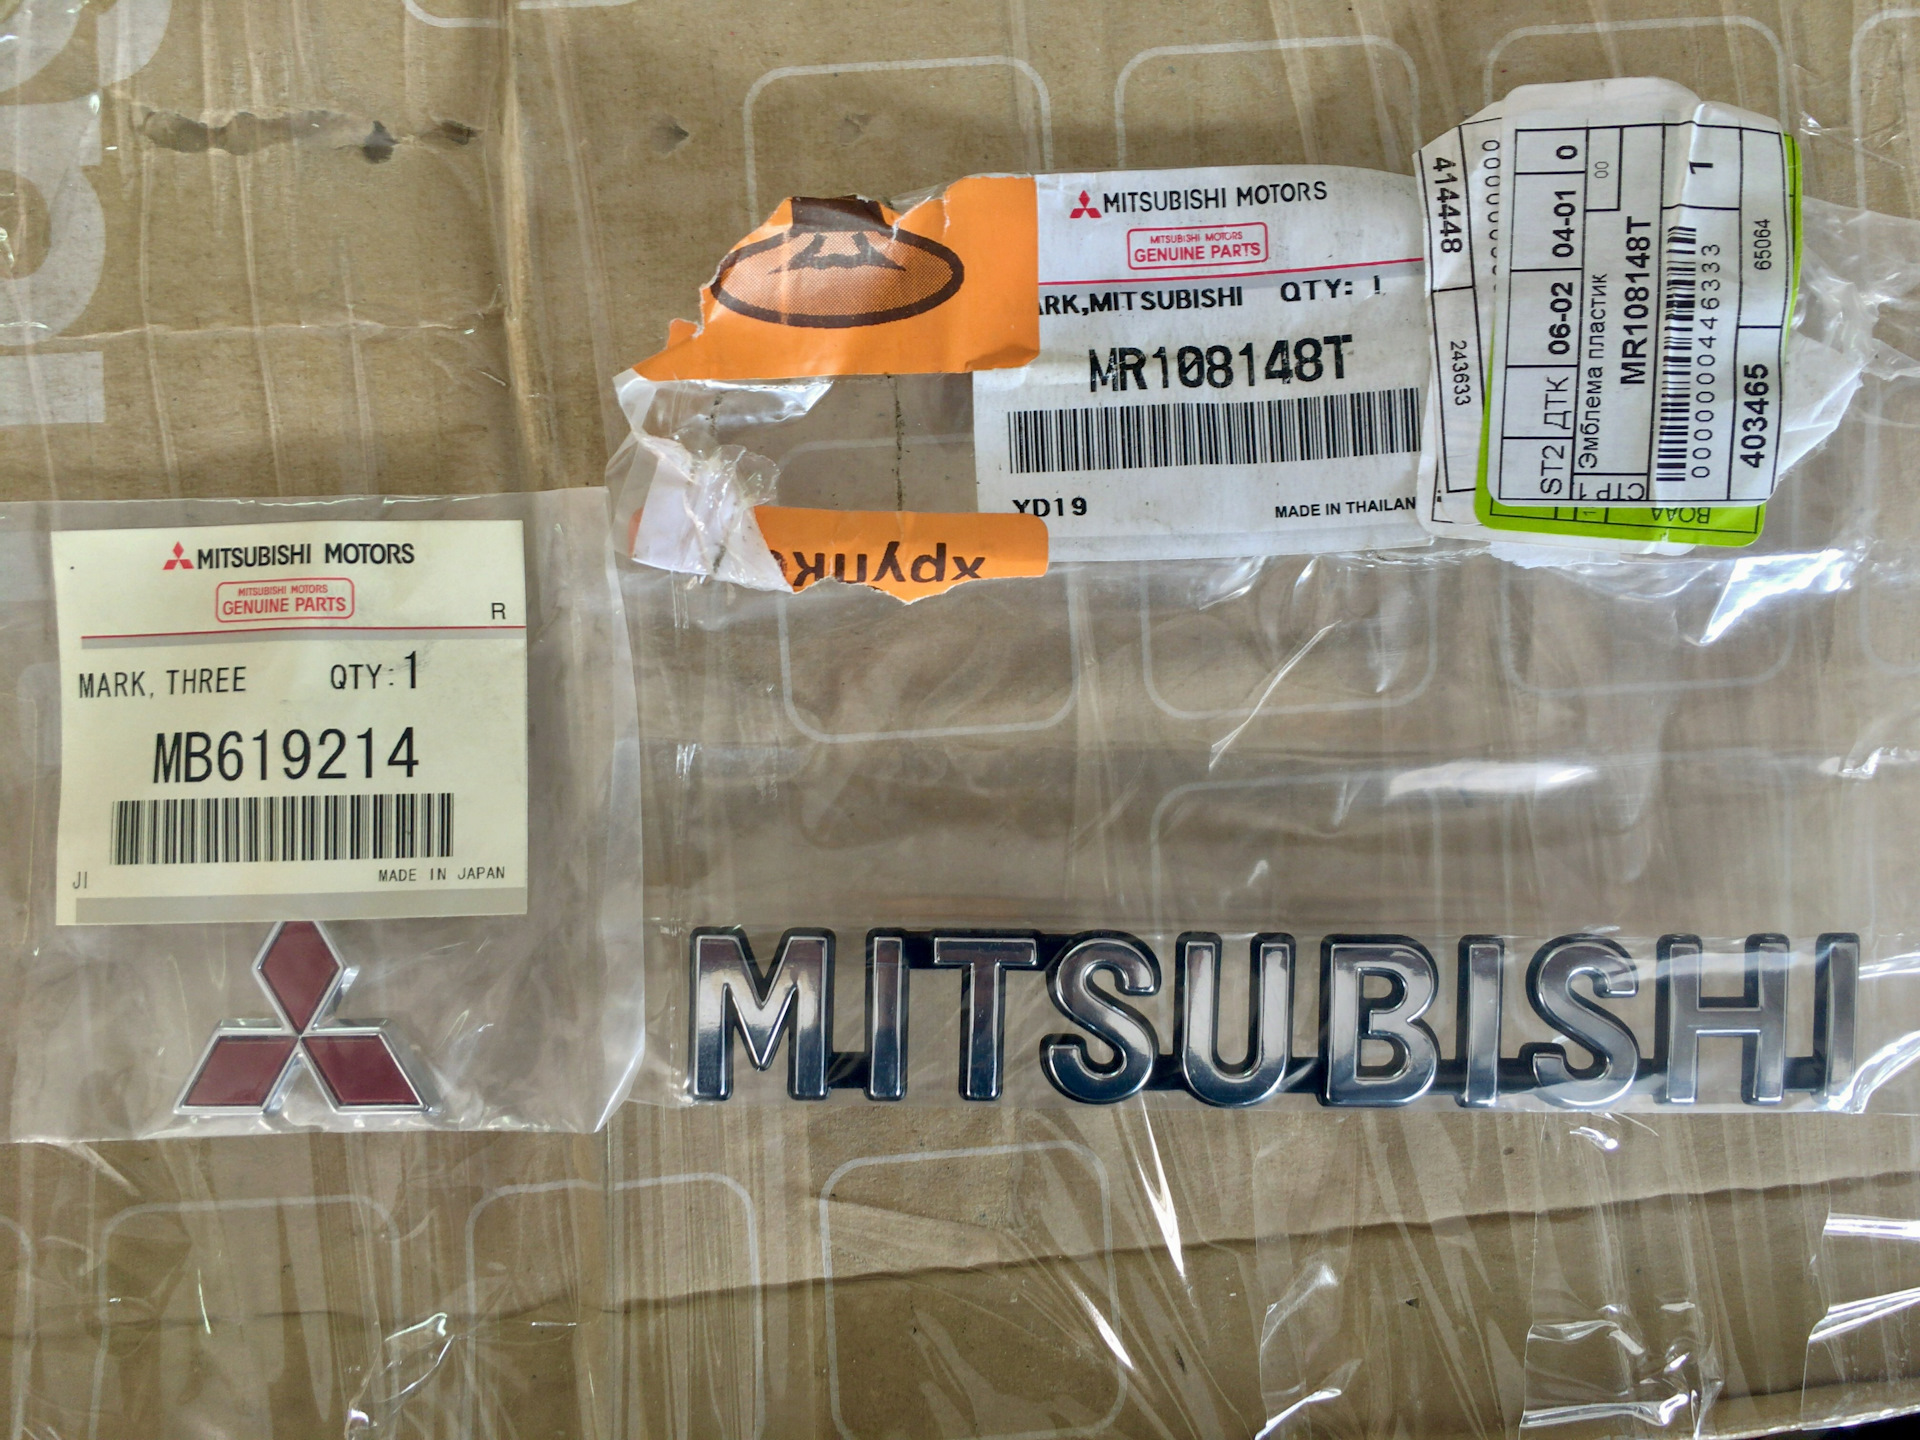 MITSUBISHI MOTORS
MITSUBISHI MOTORS
GENUINE PARTS
R
MARK, THREE QTY: 1
MB619214
JI MADE IN JAPAN
MITSUBISHI MOTORS
MITSUBISHI MOTORS
GENUINE PARTS
ARK,MITSUBISHI QTY: 1
MR108148T
YD19 MADE IN THAILAN
хрупк
414448
243633
ST2 ДТК 06-02 04-01 0
Эмблема пластик 00
MR108148T
1
0000000446333
403465 65064
MITSUBISHI